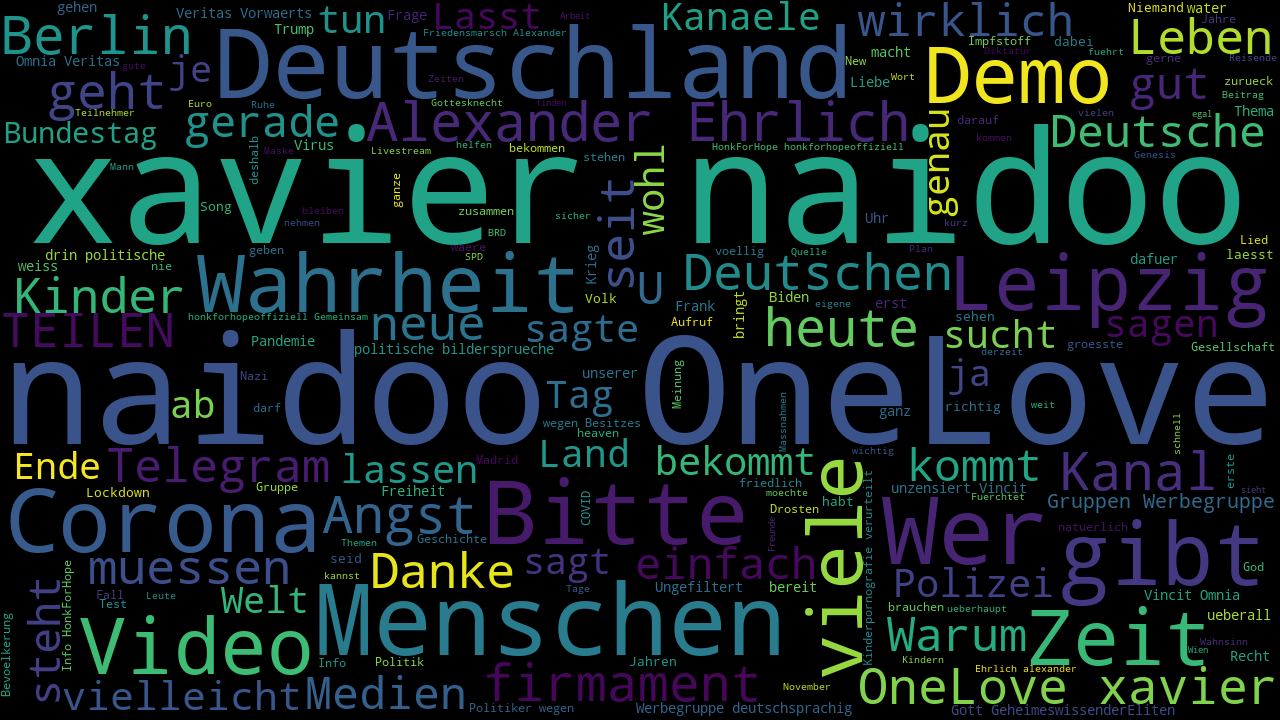 gehen
Veritas Vorwaerts
tun
Frage
Lasst
Kanaele
wirklich
Niemand
water
Berlin
Trump
Friedensmarsch Alexander
Arbeit
Jahre
Leben
Omnia Veritas
gute
je
Deutschland
Zeiten
macht
New
Liebe
Wort
Impfstoff
dabei
Diktatur
fuehrt
gerne
Reisende
Demo
geht
Teilnehmer
Euro
Ruhe
Gottesknecht
finden
gut
zurueck
Beitrag
Bundestag
gerade
Alexander Ehrlich
genau
darauf
vielen
egal
Thema
kommen
Deutsche
Virus
deshalb
Maske
Livestream
helfen
bekommen
stehen
HonkForHope honkforhopeoffiziell
Genesis
Mann
xavier naidoo
ganze
wohl
seit
Song
bleiben
nehmen
zusammen
BRD
sicher
Uhr
kurz
drin politische
weiss
nie
geben
waere
SPD
Krieg
voellig
Quelle
Plan
dafuer
Lied
laesst
Kinder
Wahrheit
U
Volk
Deutschen
Leipzig
TEILEN
honkforhopeoffiziell Gemeinsam
neue
sagte
Frank
Aufruf
bringt
Biden
eigene
erst
heute
sehen
sucht
sagen
Pandemie
politische bildersprueche
derzeit
groesste
Gesellschaft
Nazi
unserer
naidoo OneLove
Meinung
ab
darf
Tag
ja
ganz
richtig
weit
wegen Besitzes
heaven
Massnahmen
schnell
Ende
Telegram
lassen
Madrid
Land
bekommt
wichtig
kommt
Kanal
erste
sieht
Lockdown
Gruppe
Freiheit
friedlich
moechte
habt
unzensiert Vincit
Fuerchtet
Gruppen Werbegruppe
Corona
Angst
Themen
Geschichte
Bitte
COVID
Drosten
Freunde
viele
Kinderpornografie verurteilt
Wer
natuerlich
gibt
muessen
seid
kannst
Danke
sagt
einfach
Tage
Ungefiltert
bereit
Polizei
God
Vincit Omnia
steht
Info HonkForHope
Fall
Test
Leute
Welt
Menschen
brauchen
ueberhaupt
ueberall
Warum
Zeit
Wahnsinn
Wien
Recht
Bevoelkerung
Video
Info
Politik
Jahren
Kindern
Ehrlich alexander
vielleicht
Medien
firmament
November
OneLove xavier
Politiker wegen
Werbegruppe deutschsprachig
Gott GeheimeswissenderEliten